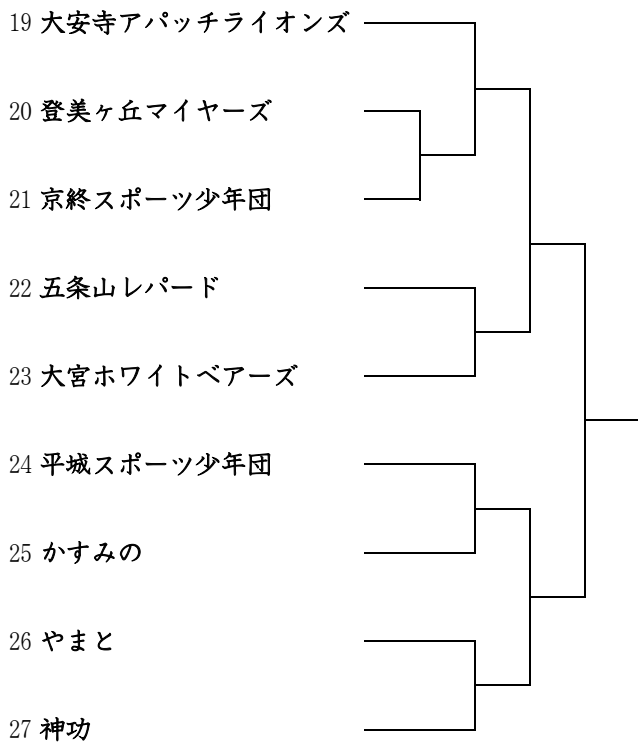 19 大安寺アパッチライオンズ
20 登美ヶ丘マイヤーズ
21 京終スポーツ少年団
22 五条山レパード
23 大宮ホワイトベアーズ
24 平城スポーツ少年団
25 かすみの
26 やまと
27 神功